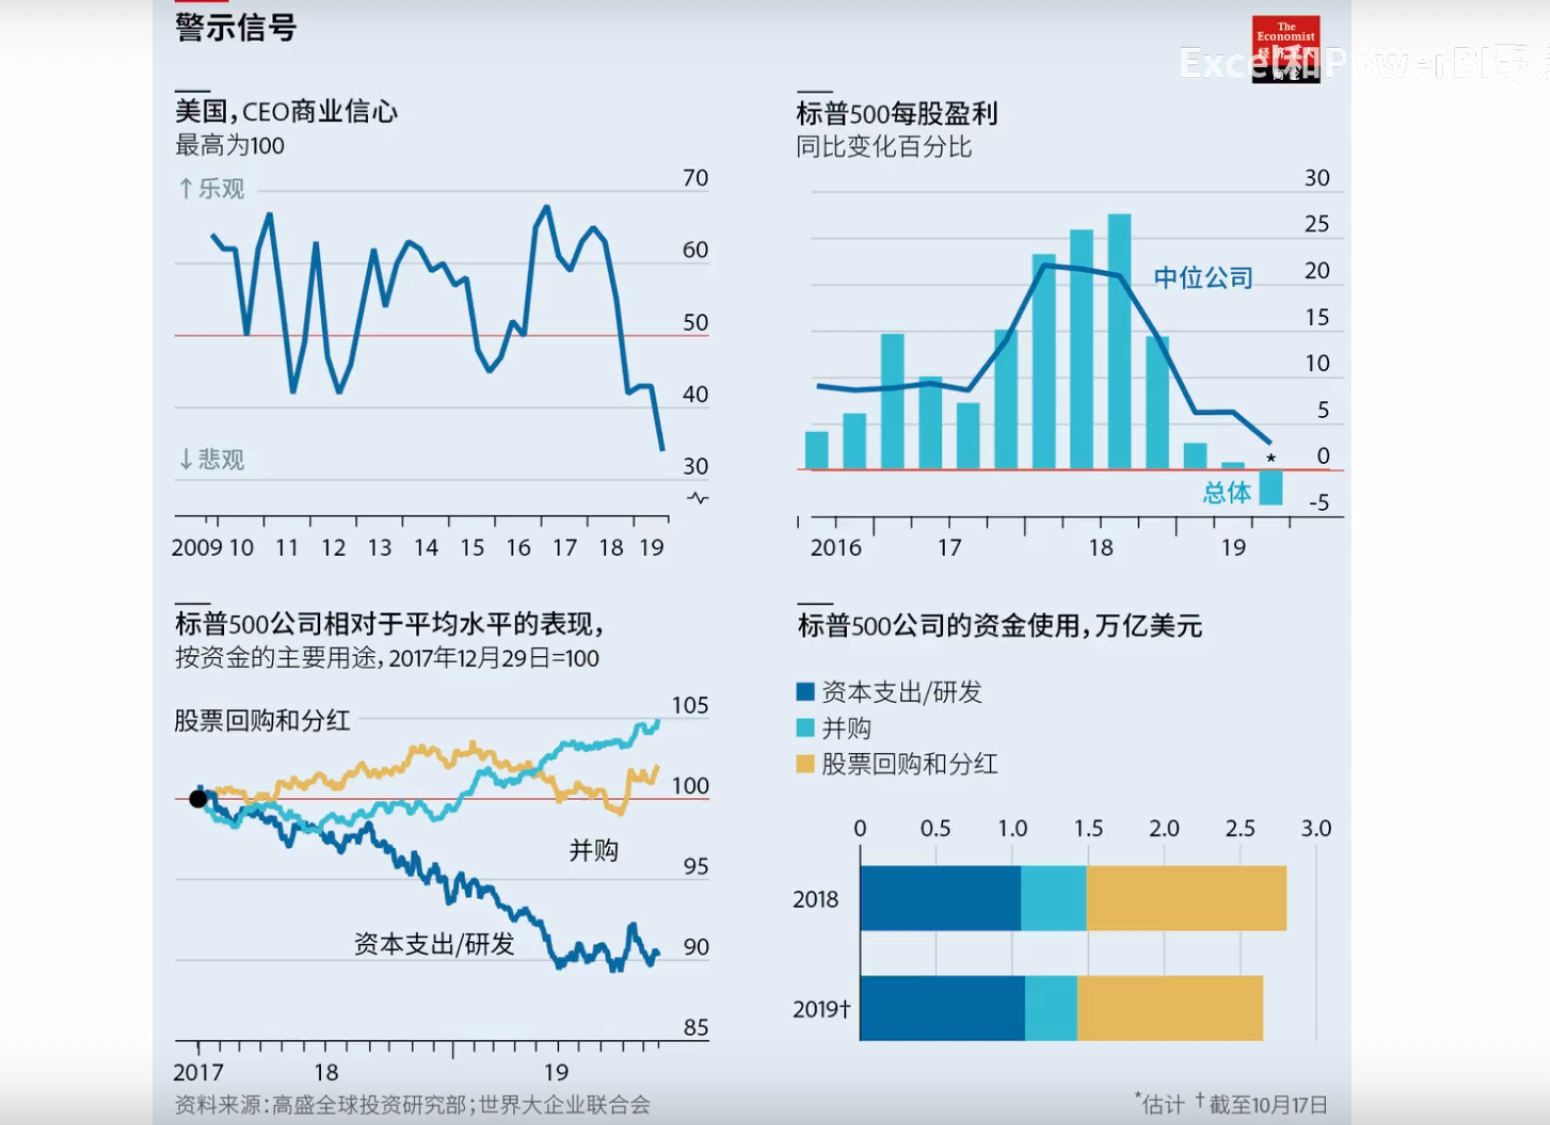 警示信号
The
Economist
经济学人
商论
Excel和PowerBI
美国，CEO商业信心
最高为100
↑乐观
70
60
50
40
↓悲观
30
2009 10 11 12 13 14 15 16 17 18 19
标普500每股盈利
同比变化百分比
30
25
20
中位公司
15
10
5
*
0
总体
-5
2016 17 18 19
标普500公司相对于平均水平的表现，
按资金的主要用途，2017年12月29日=100
股票回购和分红
105
100
并购
95
资本支出/研发
90
85
2017 18 19
标普500公司的资金使用，万亿美元
资本支出/研发
并购
股票回购和分红
0 0.5 1.0 1.5 2.0 2.5 3.0
2018
2019†
资料来源：高盛全球投资研究部；世界大企业联合会
*估计 †截至10月17日